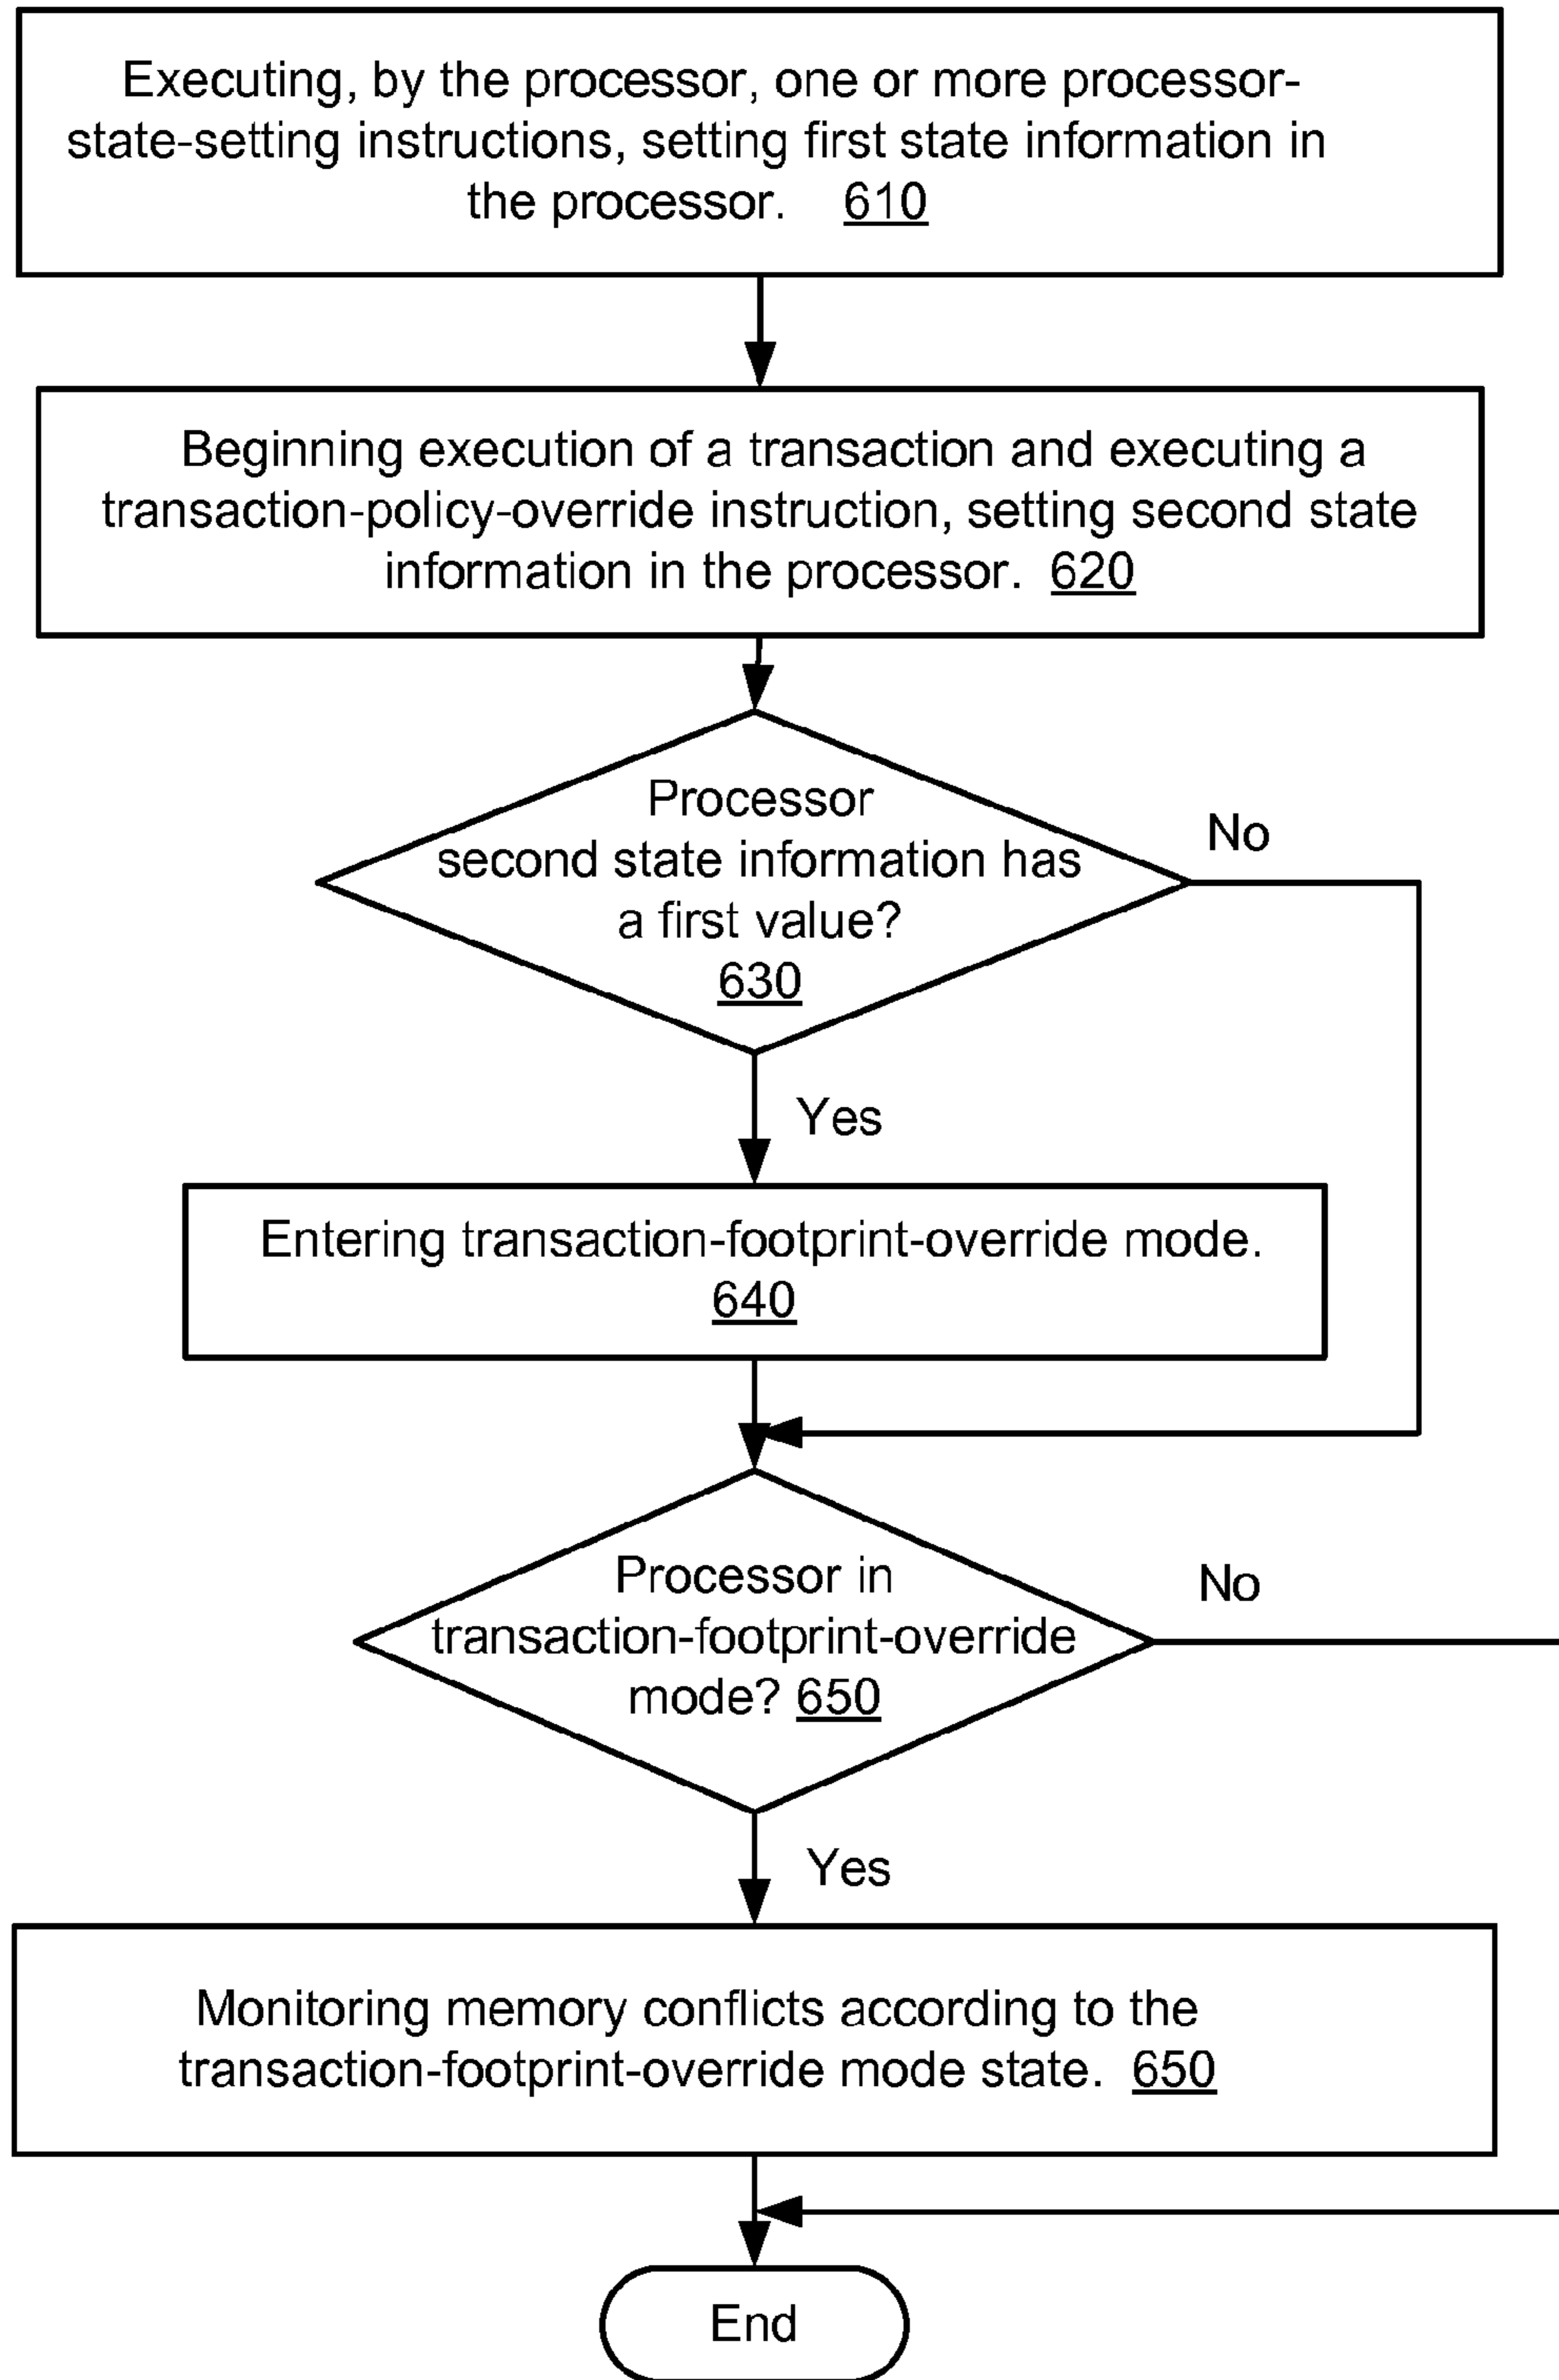 Executing, by the processor, one or more processor-
state-setting instructions, setting first state information in
the processor. 610
Beginning execution of a transaction and executing a
transaction-policy-override instruction, setting second state
information in the processor. 620
Processor
second state information has
a first value?
630
No
Yes
Entering transaction-footprint-override mode.
640
Processor in
transaction-footprint-override
mode? 650
No
Yes
Monitoring memory conflicts according to the
transaction-footprint-override mode state. 650
End